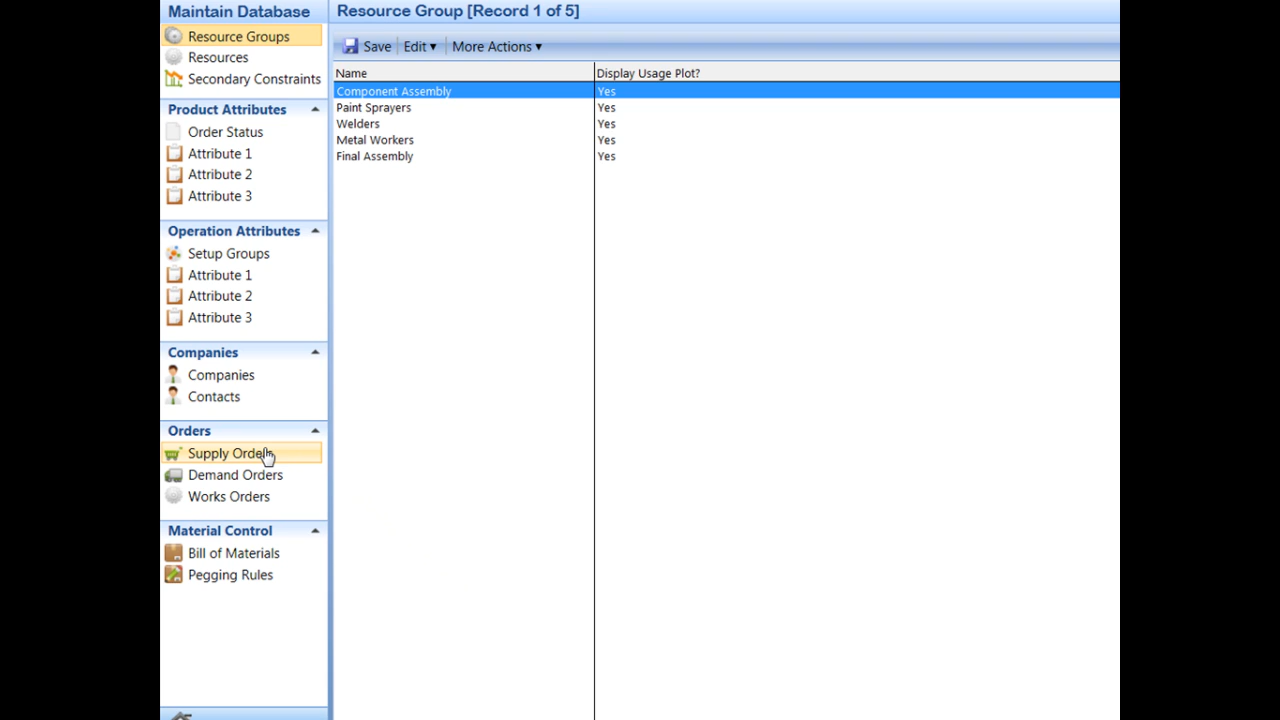 Maintain Database
Resource Groups
Resources
Secondary Constraints
Product Attributes
Order Status
Attribute 1
Attribute 2
Attribute 3
Operation Attributes
Setup Groups
Attribute 1
Attribute 2
Attribute 3
Companies
Companies
Contacts
Orders
Supply Orders
Demand Orders
Works Orders
Material Control
Bill of Materials
Pegging Rules
Resource Group [Record 1 of 5]
Save Edit ▾ More Actions ▾
Name Display Usage Plot?
Component Assembly Yes
Paint Sprayers Yes
Welders Yes
Metal Workers Yes
Final Assembly Yes